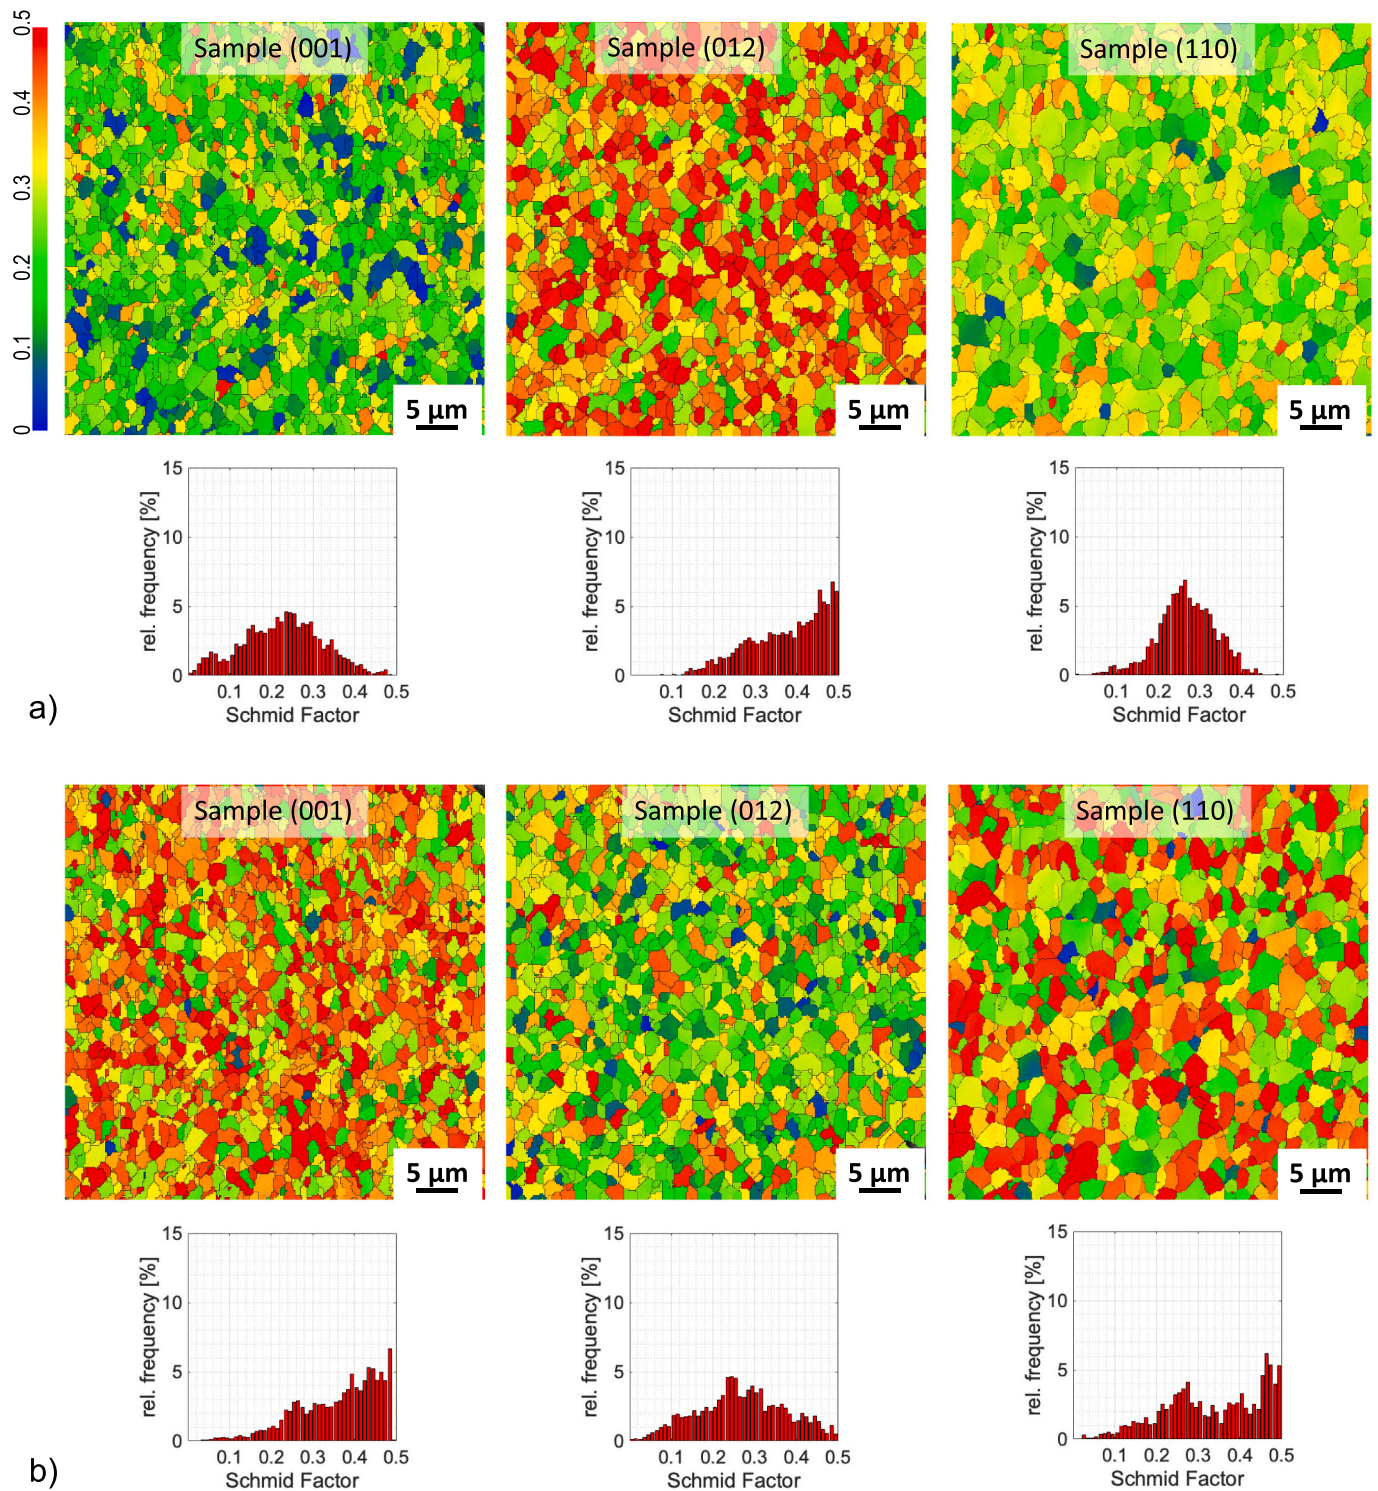 0.5
0.4
0.3
0.2
0.1
0
Sample (001)
Sample (012)
Sample (110)
5 µm
5 µm
5 µm
15
10
5
0
rel. frequency [%]
0.1 0.2 0.3 0.4 0.5
Schmid Factor
15
10
5
0
rel. frequency [%]
0.1 0.2 0.3 0.4 0.5
Schmid Factor
15
10
5
0
rel. frequency [%]
0.1 0.2 0.3 0.4 0.5
Schmid Factor
a)
Sample (001)
Sample (012)
Sample (110)
5 µm
5 µm
5 µm
15
10
5
0
rel. frequency [%]
0.1 0.2 0.3 0.4 0.5
Schmid Factor
15
10
5
0
rel. frequency [%]
0.1 0.2 0.3 0.4 0.5
Schmid Factor
15
10
5
0
rel. frequency [%]
0.1 0.2 0.3 0.4 0.5
Schmid Factor
b)